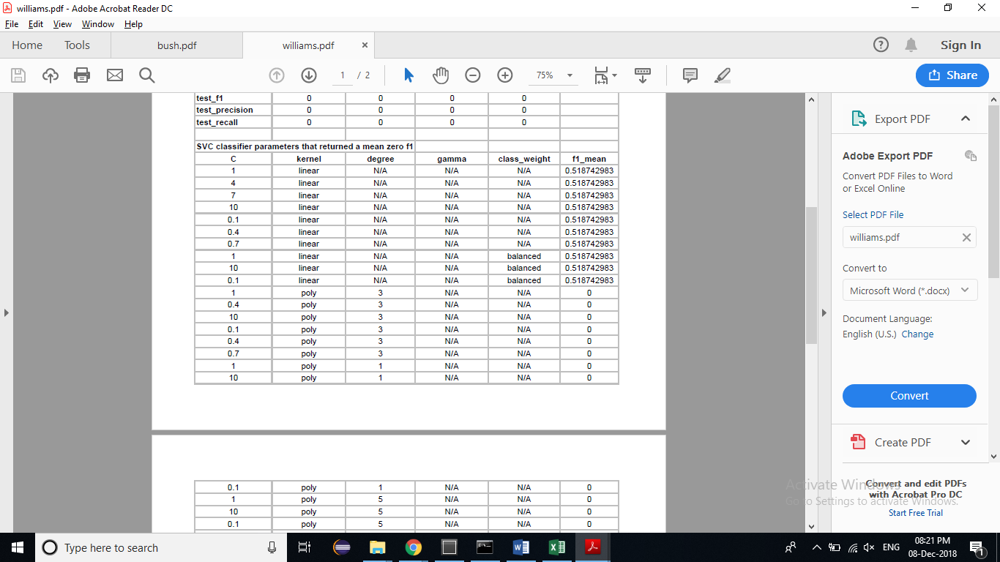 williams.pdf - Adobe Acrobat Reader DC
File Edit View Window Help
Home Tools bush.pdf williams.pdf × Sign In
1 / 2 75% Share
test_f1 0 0 0 0
test_precision 0 0 0 0
test_recall 0 0 0 0
SVC classifier parameters that returned a mean zero f1
C kernel degree gamma class_weight f1_mean
1 linear N/A N/A N/A 0.518742983
4 linear N/A N/A N/A 0.518742983
7 linear N/A N/A N/A 0.518742983
10 linear N/A N/A N/A 0.518742983
0.1 linear N/A N/A N/A 0.518742983
0.4 linear N/A N/A N/A 0.518742983
0.7 linear N/A N/A N/A 0.518742983
1 linear N/A N/A balanced 0.518742983
10 linear N/A N/A balanced 0.518742983
0.1 linear N/A N/A balanced 0.518742983
1 poly 3 N/A N/A 0
0.4 poly 3 N/A N/A 0
10 poly 3 N/A N/A 0
0.1 poly 3 N/A N/A 0
0.4 poly 3 N/A N/A 0
0.7 poly 3 N/A N/A 0
1 poly 1 N/A N/A 0
10 poly 1 N/A N/A 0
0.1 poly 1 N/A N/A 0
1 poly 5 N/A N/A 0
10 poly 5 N/A N/A 0
0.1 poly 5 N/A N/A 0
Export PDF
Adobe Export PDF
Convert PDF Files to Word
or Excel Online
Select PDF File
williams.pdf
Convert to
Microsoft Word (*.docx)
Document Language:
English (U.S.) Change
Convert
Create PDF
Activate Windows
Go to Settings to activate Windows.
Convert and edit PDFs
with Acrobat Pro DC
Start Free Trial
Type here to search
ENG
08:21 PM
08-Dec-2018
1